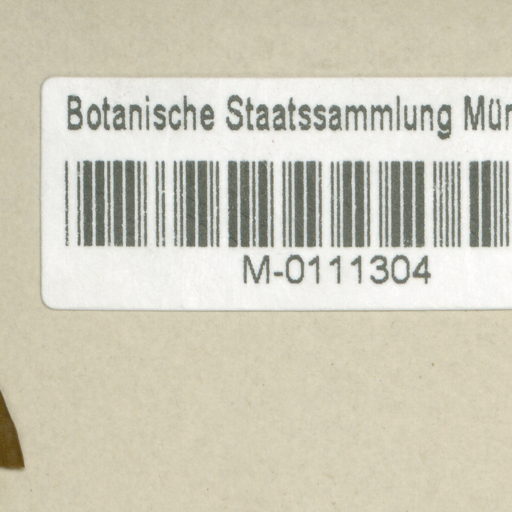 Botanische Staatssammlung Mün
M-0111304